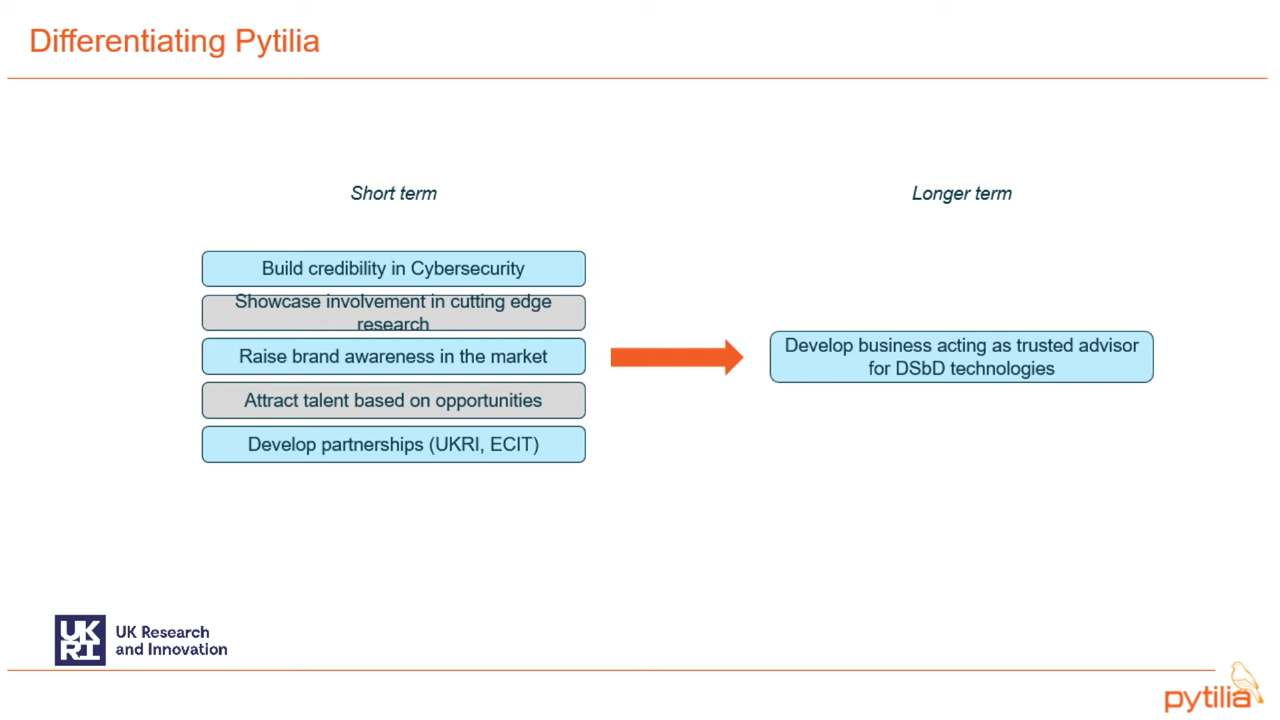 Differentiating Pytilia
Short term
Longer term
Build credibility in Cybersecurity
Showcase involvement in cutting edge
research
Raise brand awareness in the market
Attract talent based on opportunities
Develop partnerships (UKRI, ECIT)
Develop business acting as trusted advisor
for DSbD technologies
UK
RI
UK Research
and Innovation
pytilia